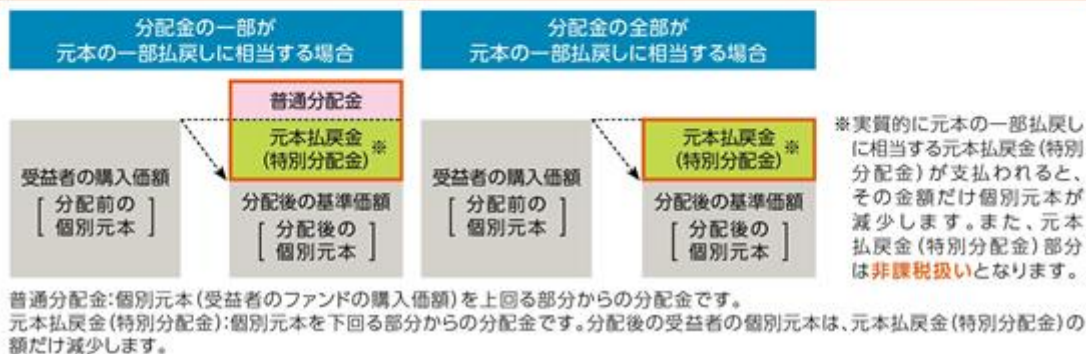 分配金の一部が
元本の一部払戻しに相当する場合
分配金の全部が
元本の一部払戻しに相当する場合
普通分配金
元本払戻金
(特別分配金)
※
受益者の購入価額
[分配前の
個別元本]
分配後の基準価額
[分配後の
個別元本]
元本払戻金
(特別分配金)
※
受益者の購入価額
[分配前の
個別元本]
分配後の基準価額
[分配後の
個別元本]
※実質的に元本の一部払戻し
に相当する元本払戻金(特別
分配金)が支払われると、
その金額だけ個別元本が
減少します。また、元本
払戻金(特別分配金)部分
は非課税扱いとなります。
普通分配金:個別元本(受益者のファンドの購入価額)を上回る部分からの分配金です。
元本払戻金(特別分配金):個別元本を下回る部分からの分配金です。分配後の受益者の個別元本は、元本払戻金(特別分配金)の
額だけ減少します。